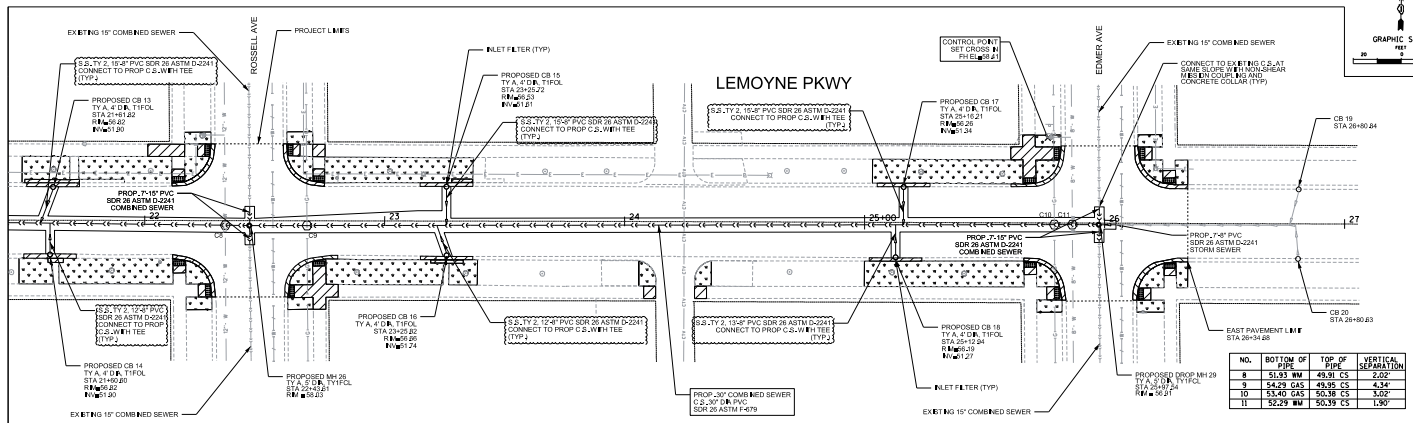 EXISTING 15" COMBINED SEWER
ROSSELL AVE
PROJECT LIMITS
S.S. TY 2, 15'-8" PVC SDR 26 ASTM D-2241
CONNECT TO PROP C.S. WITH TEE
(TYP.)
PROPOSED CB 13
TY A, 4' DIA, T1FOL
STA 21+61.82
RIM=56.82
INV=51.90
INLET FILTER (TYP)
PROPOSED CB 15
TY A, 4' DIA, T1FOL
STA 23+25.72
RIM=56.53
INV=51.61
S.S. TY 2, 15'-8" PVC SDR 26 ASTM D-2241
CONNECT TO PROP C.S. WITH TEE
(TYP.)
LEMOYNE PKWY
S.S. TY 2, 15'-8" PVC SDR 26 ASTM D-2241
CONNECT TO PROP C.S. WITH TEE
(TYP.)
PROPOSED CB 17
TY A, 4' DIA, T1FOL
STA 25+16.21
RIM=56.26
INV=51.34
CONTROL POINT
SET CROSS IN
FH EL=58.41
EDMER AVE
EXISTING 15" COMBINED SEWER
CONNECT TO EXISTING C.S. AT
SAME SLOPE WITH NON-SHEAR
MISSION COUPLING AND
CONCRETE COLLAR (TYP)
GRAPHIC S
FEET
20 0
CB 19
STA 26+80.84
PROP. 7'-15" PVC
SDR 26 ASTM D-2241
COMBINED SEWER
22
23
24
25+00
26
27
C8
C9
C10
C11
PROP. 7'-15" PVC
SDR 26 ASTM D-2241
COMBINED SEWER
PROP. 7'-8" PVC
SDR 26 ASTM D-2241
STORM SEWER
S.S. TY 2, 12'-8" PVC
SDR 26 ASTM D-2241
CONNECT TO PROP
C.S. WITH TEE
(TYP.)
PROPOSED CB 14
TY A, 4' DIA, T1FOL
STA 21+60.60
RIM=56.82
INV=51.90
EXISTING 15" COMBINED SEWER
PROPOSED MH 26
TY A, 5' DIA, TY1FCL
STA 22+43.61
RIM = 58.03
PROPOSED CB 16
TY A, 4' DIA, T1FOL
STA 23+25.82
RIM=56.66
INV=51.74
S.S. TY 2, 12'-8" PVC SDR 26 ASTM D-2241
CONNECT TO PROP C.S. WITH TEE
(TYP.)
PROP -30" COMBINED SEWER
C.S. 30" DIA PVC
SDR 26 ASTM F-679
S.S. TY 2, 13'-8" PVC SDR 26 ASTM D-2241
CONNECT TO PROP C.S. WITH TEE
(TYP.)
PROPOSED CB 18
TY A, 4' DIA, T1FOL
STA 25+12.94
RIM=56.19
INV=51.27
INLET FILTER (TYP)
EXISTING 15" COMBINED SEWER
PROPOSED DROP MH 29
TY A, 5' DIA, TY1FCL
STA 25+97.54
RIM = 56.91
EAST PAVEMENT LIMIT
STA 26+34.68
CB 20
STA 26+80.63
NO. BOTTOM OF PIPE TOP OF PIPE VERTICAL SEPARATION
8 51.93 WM 49.91 CS 2.02'
9 54.29 GAS 49.95 CS 4.34'
10 53.40 GAS 50.38 CS 3.02'
11 52.29 WM 50.39 CS 1.90'